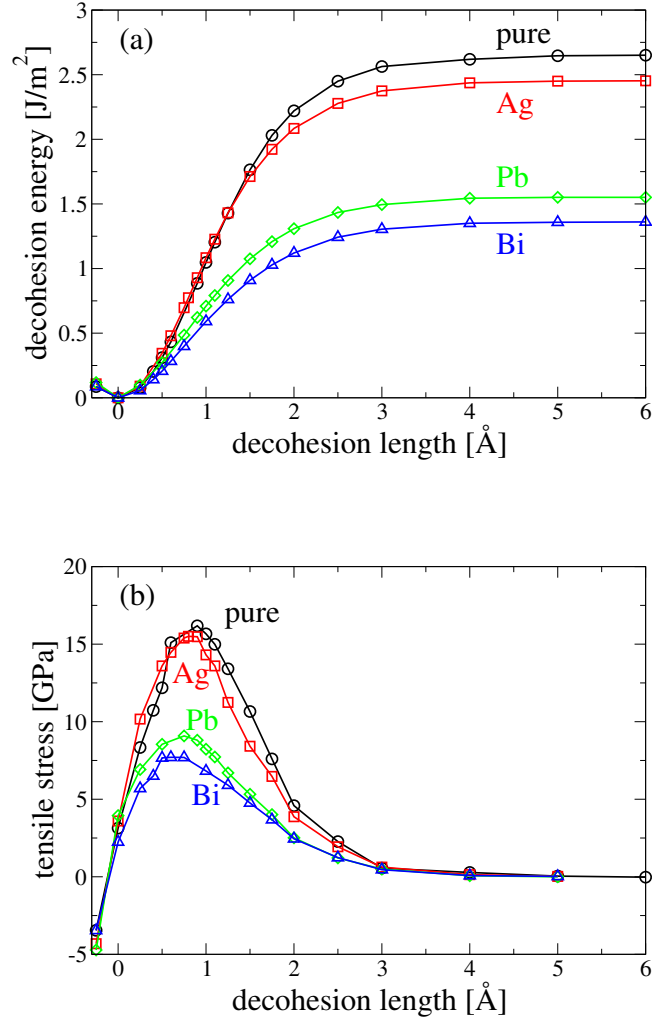 (a)
pure
Ag
Pb
Bi
decohesion energy [J/m²]
3
2.5
2
1.5
1
0.5
0
0 1 2 3 4 5 6
decohesion length [Å]
(b)
pure
Ag
Pb
Bi
tensile stress [GPa]
20
15
10
5
0
-5
0 1 2 3 4 5 6
decohesion length [Å]